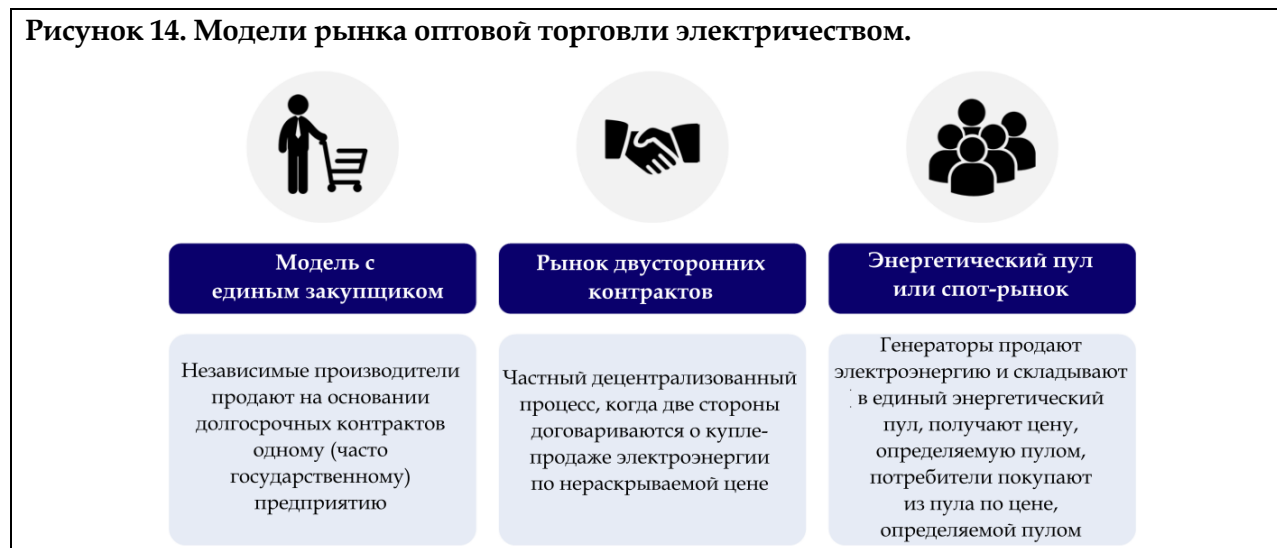 Рисунок 14. Модели рынка оптовой торговли электричеством.
Модель с
единым закупщиком
Независимые производители
продают на основании
долгосрочных контрактов
одному (часто
государственному)
предприятию
Рынок двусторонних
контрактов
Частный децентрализованный
процесс, когда две стороны
договариваются о купле-
продаже электроэнергии
по нераскрываемой цене
Энергетический пул
или спот-рынок
Генераторы продают
электроэнергию и складывают
в единый энергетический
пул, получают цену,
определяемую пулом,
потребители покупают
из пула по цене,
определяемой пулом